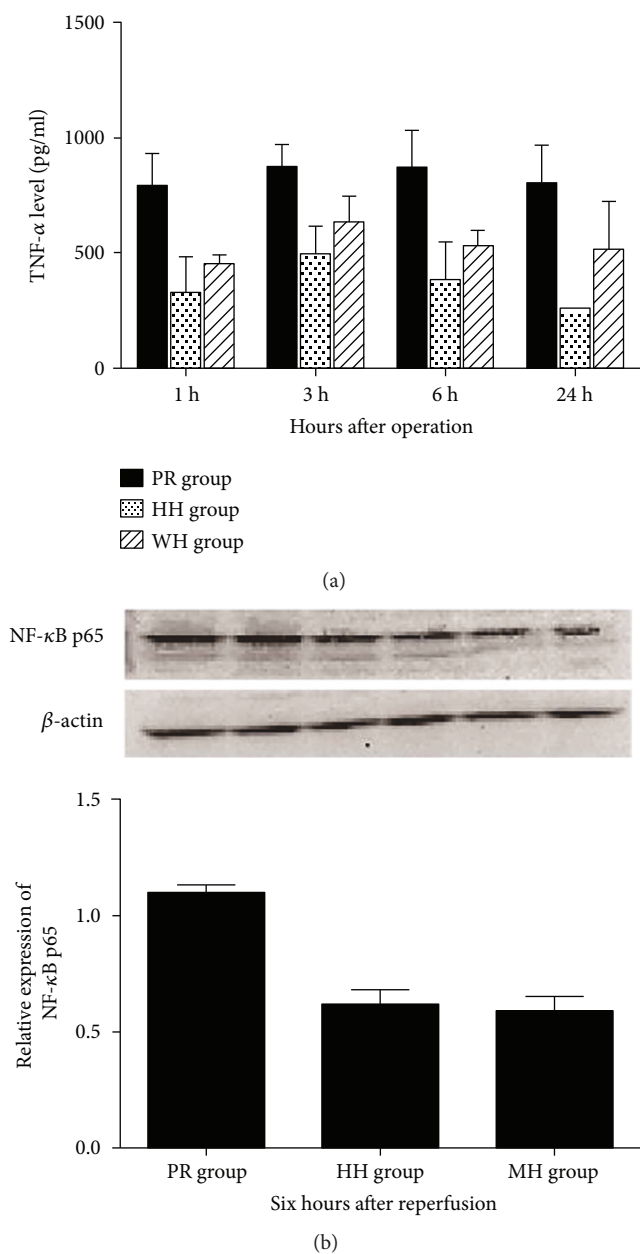 1500
1000
500
0
TNF-α level (pg/ml)
1 h 3 h 6 h 24 h
Hours after operation
PR group
HH group
WH group
(a)
NF-κB p65
β-actin
1.5
1.0
0.5
0.0
Relative expression of
NF-κB p65
PR group HH group MH group
Six hours after reperfusion
(b)